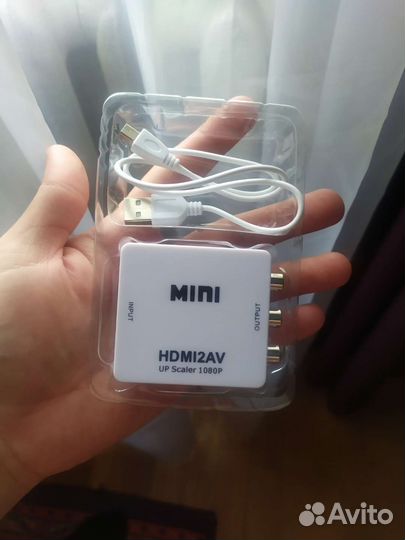 MINI
INPUT
OUTPUT
HDMI2AV
UP Scaler 1080P
Avito